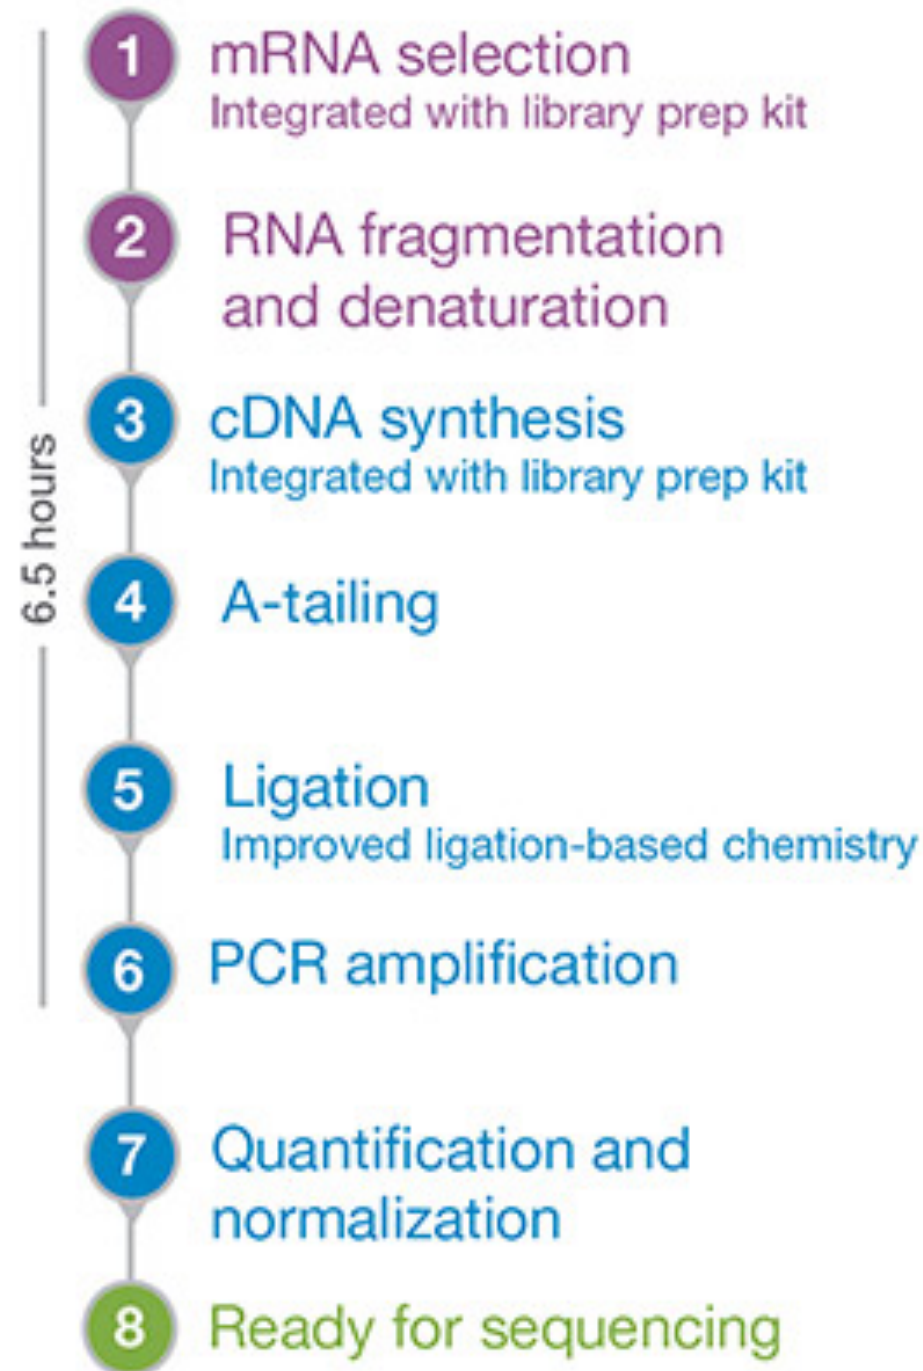 1 mRNA selection
Integrated with library prep kit
2 RNA fragmentation
and denaturation
3 cDNA synthesis
Integrated with library prep kit
6.5 hours
4 A-tailing
5 Ligation
Improved ligation-based chemistry
6 PCR amplification
7 Quantification and
normalization
8 Ready for sequencing